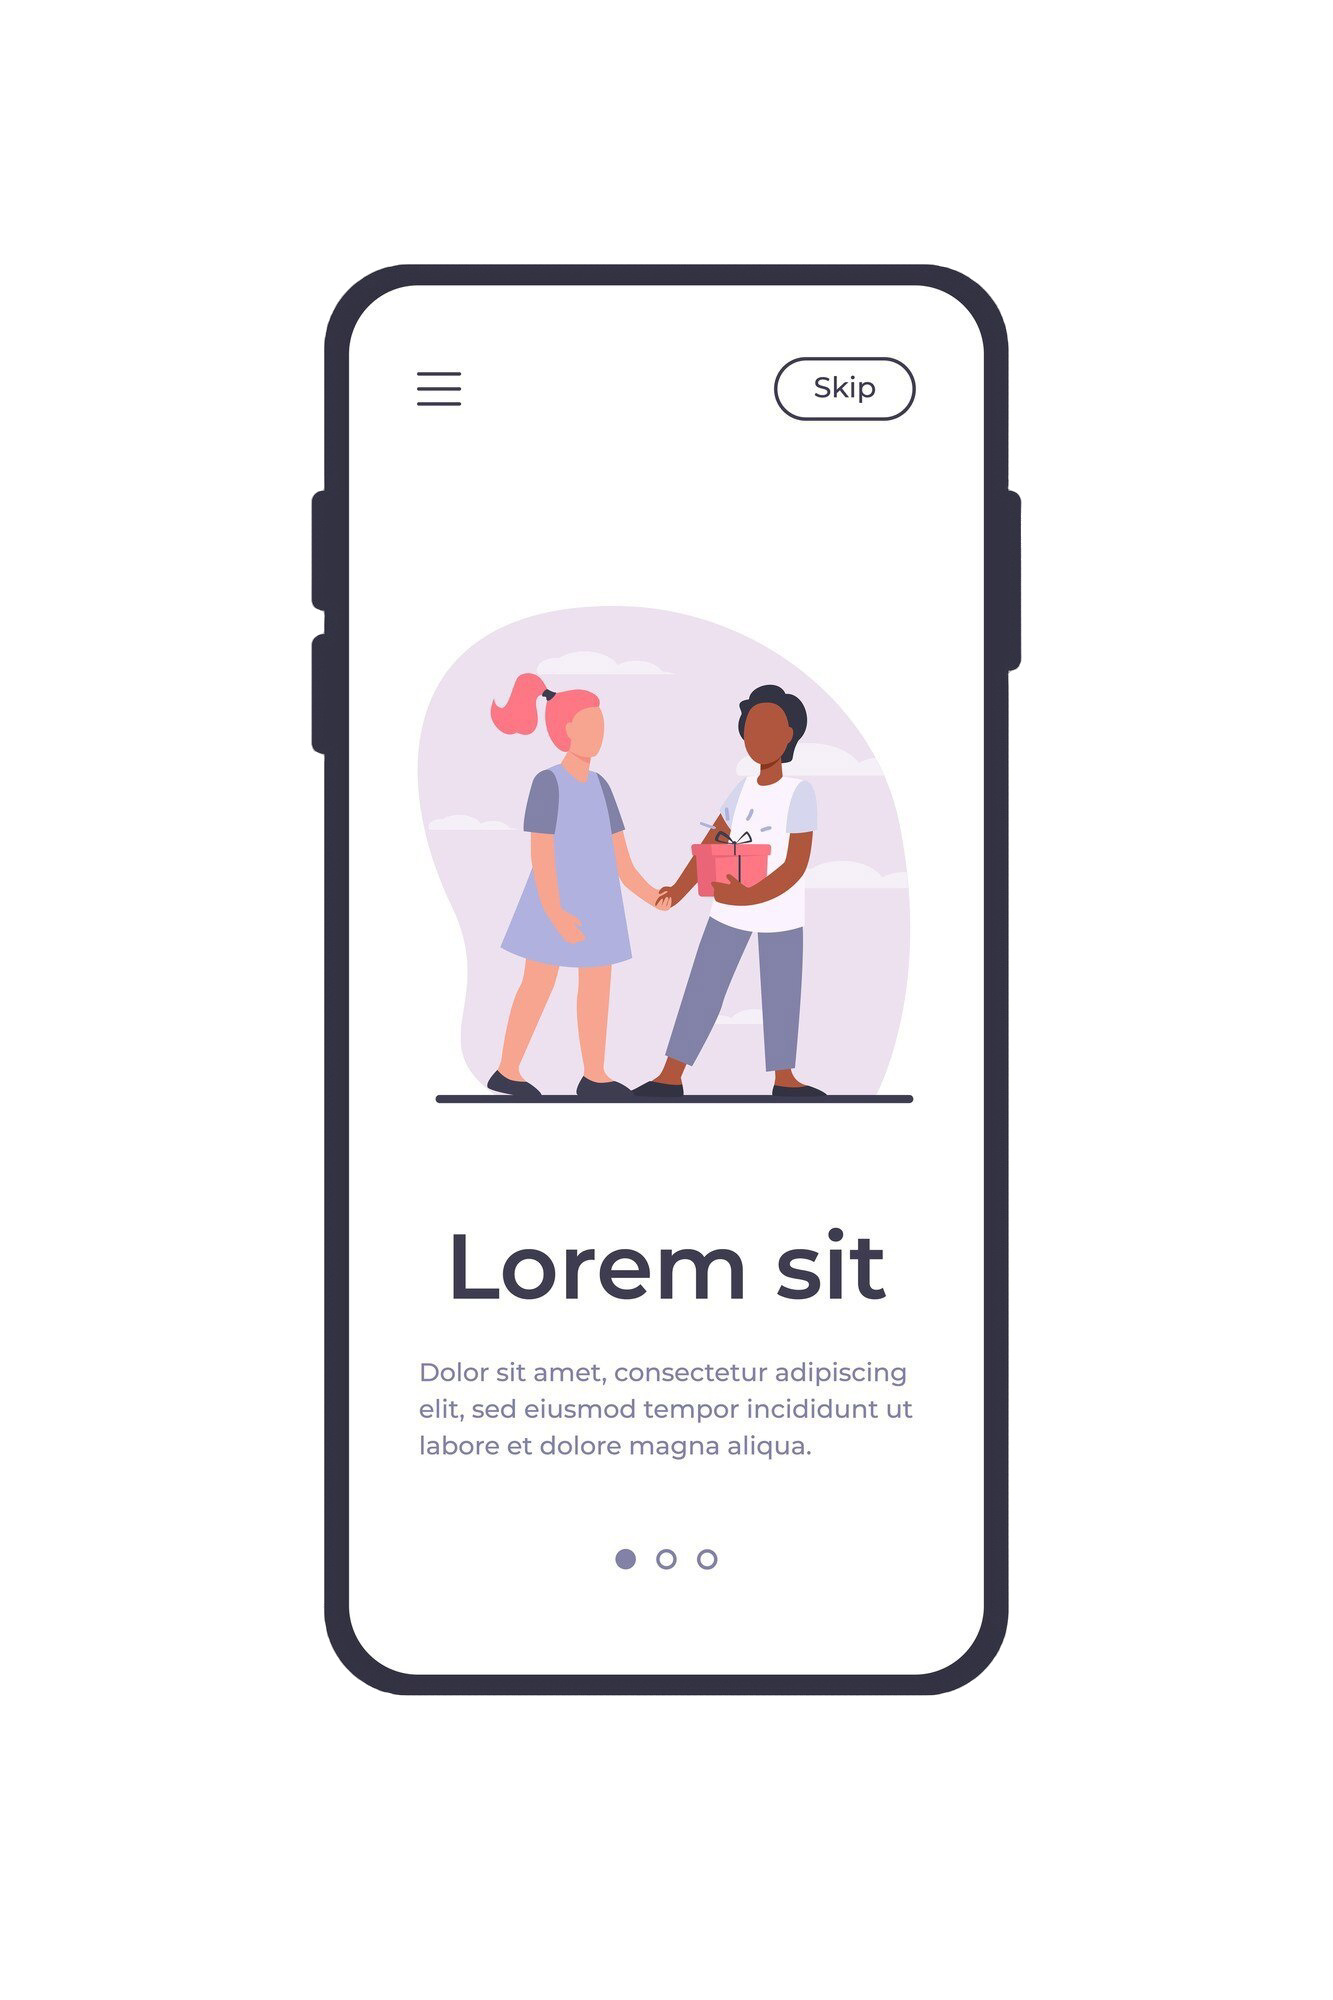 Skip
Lorem sit
Dolor sit amet, consectetur adipiscing
elit, sed eiusmod tempor incididunt ut
labore et dolore magna aliqua.